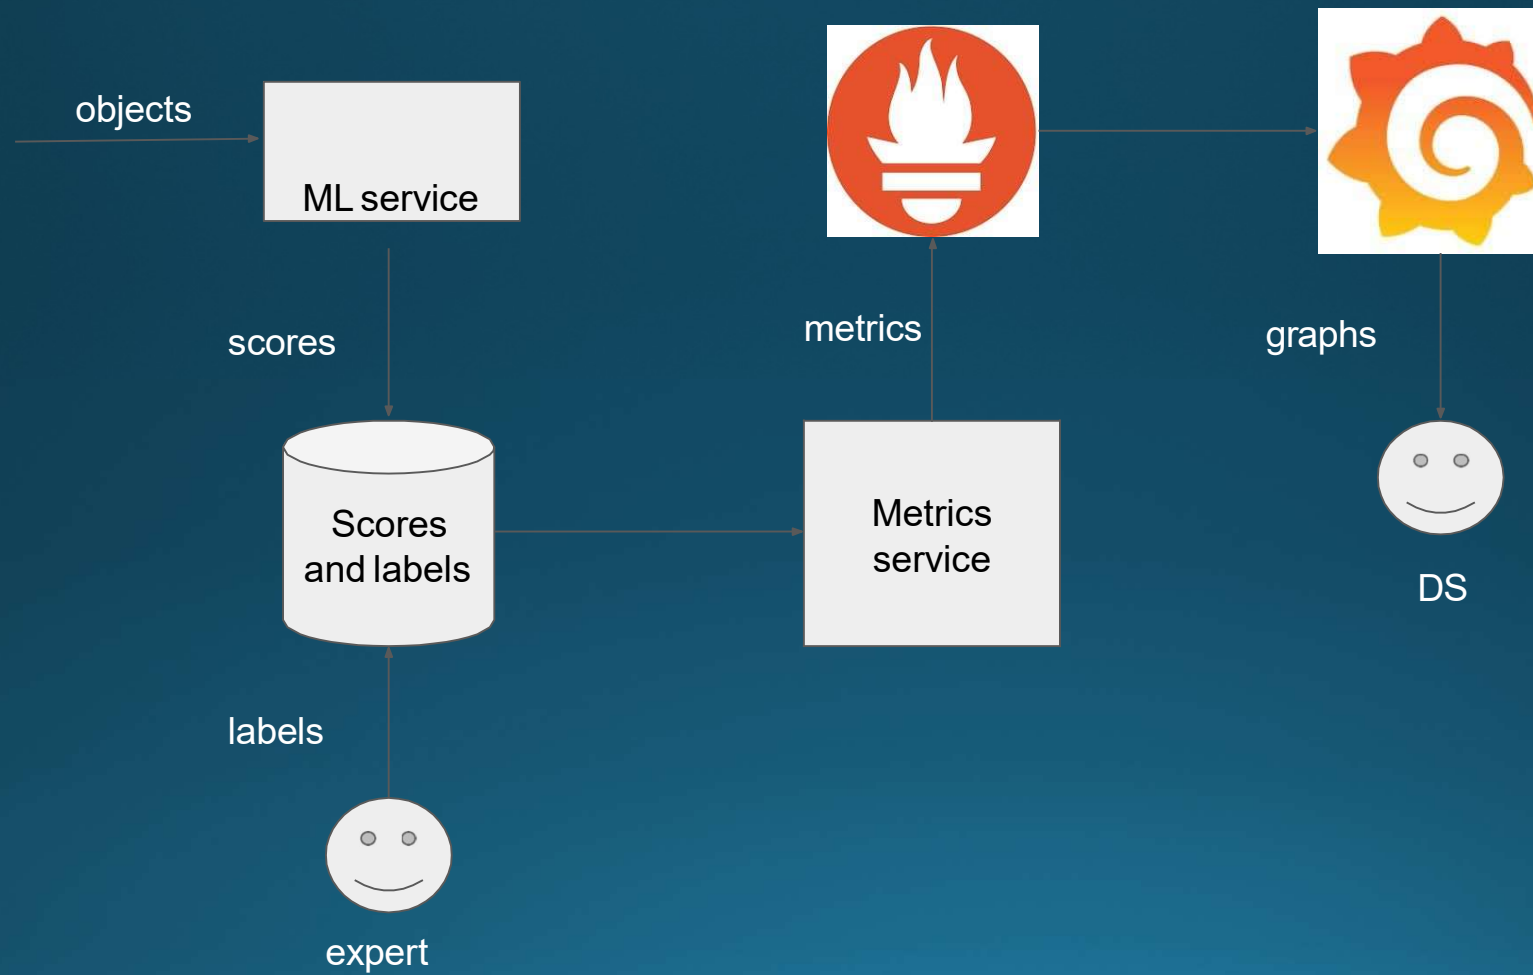 objects
ML service
scores
metrics
graphs
Scores
and labels
Metrics
service
DS
labels
expert